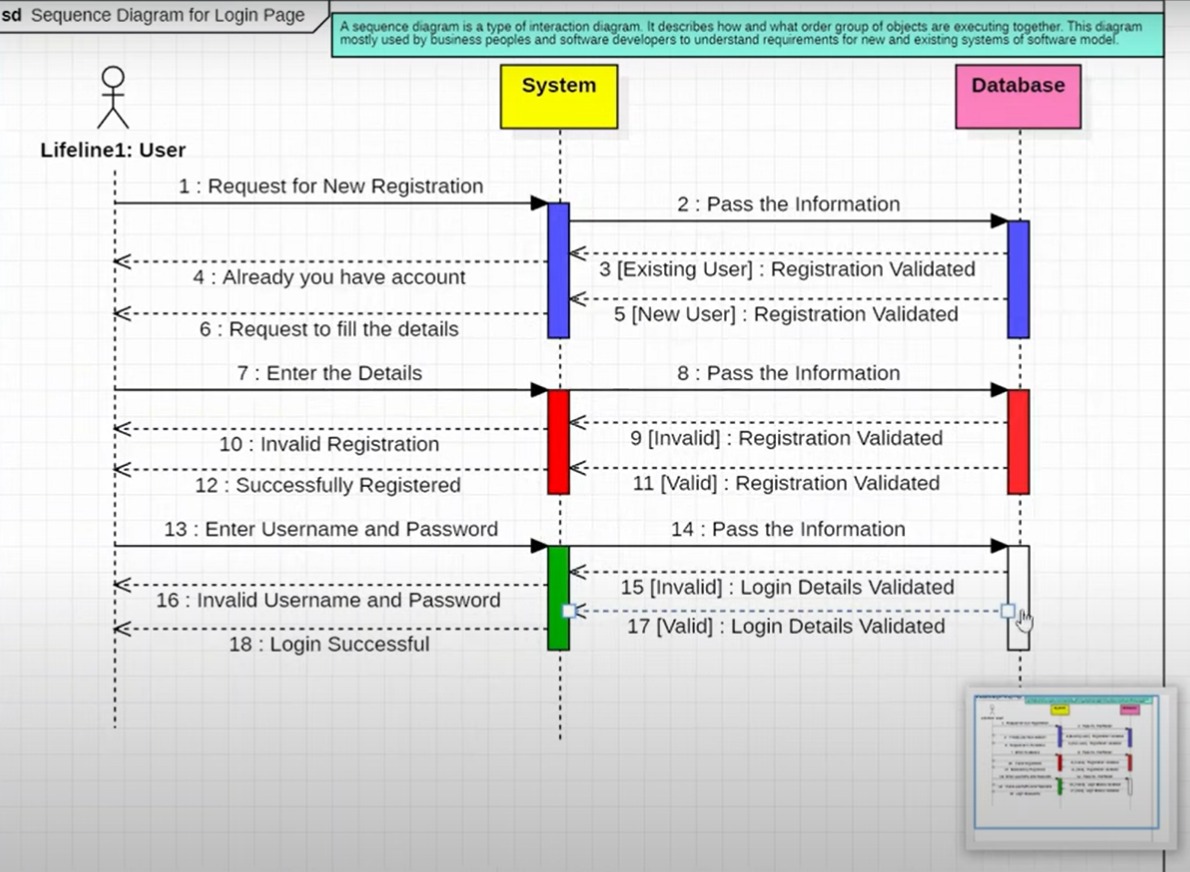 sd Sequence Diagram for Login Page
A sequence diagram is a type of interaction diagram. It describes how and what order group of objects are executing together. This diagram
mostly used by business peoples and software developers to understand requirements for new and existing systems of software model.
System
Database
Lifeline1: User
1 : Request for New Registration
2 : Pass the Information
3 [Existing User] : Registration Validated
4 : Already you have account
5 [New User] : Registration Validated
6 : Request to fill the details
7 : Enter the Details
8 : Pass the Information
9 [Invalid] : Registration Validated
10 : Invalid Registration
11 [Valid] : Registration Validated
12 : Successfully Registered
13 : Enter Username and Password
14 : Pass the Information
15 [Invalid] : Login Details Validated
16 : Invalid Username and Password
17 [Valid] : Login Details Validated
18 : Login Successful